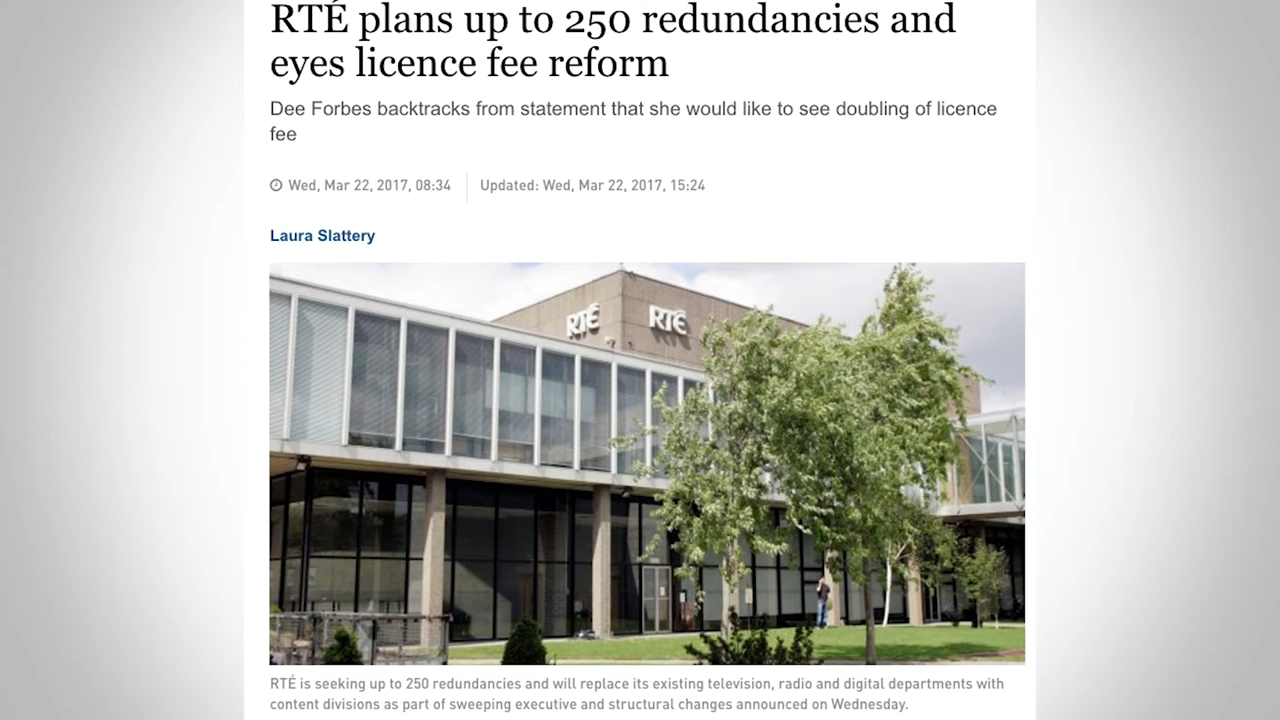 RTÉ plans up to 250 redundancies and
eyes licence fee reform
Dee Forbes backtracks from statement that she would like to see doubling of licence
fee
Wed, Mar 22, 2017, 08:34 Updated: Wed, Mar 22, 2017, 15:24
Laura Slattery
RTÉ RTÉ
RTÉ is seeking up to 250 redundancies and will replace its existing television, radio and digital departments with
content divisions as part of sweeping executive and structural changes announced on Wednesday.